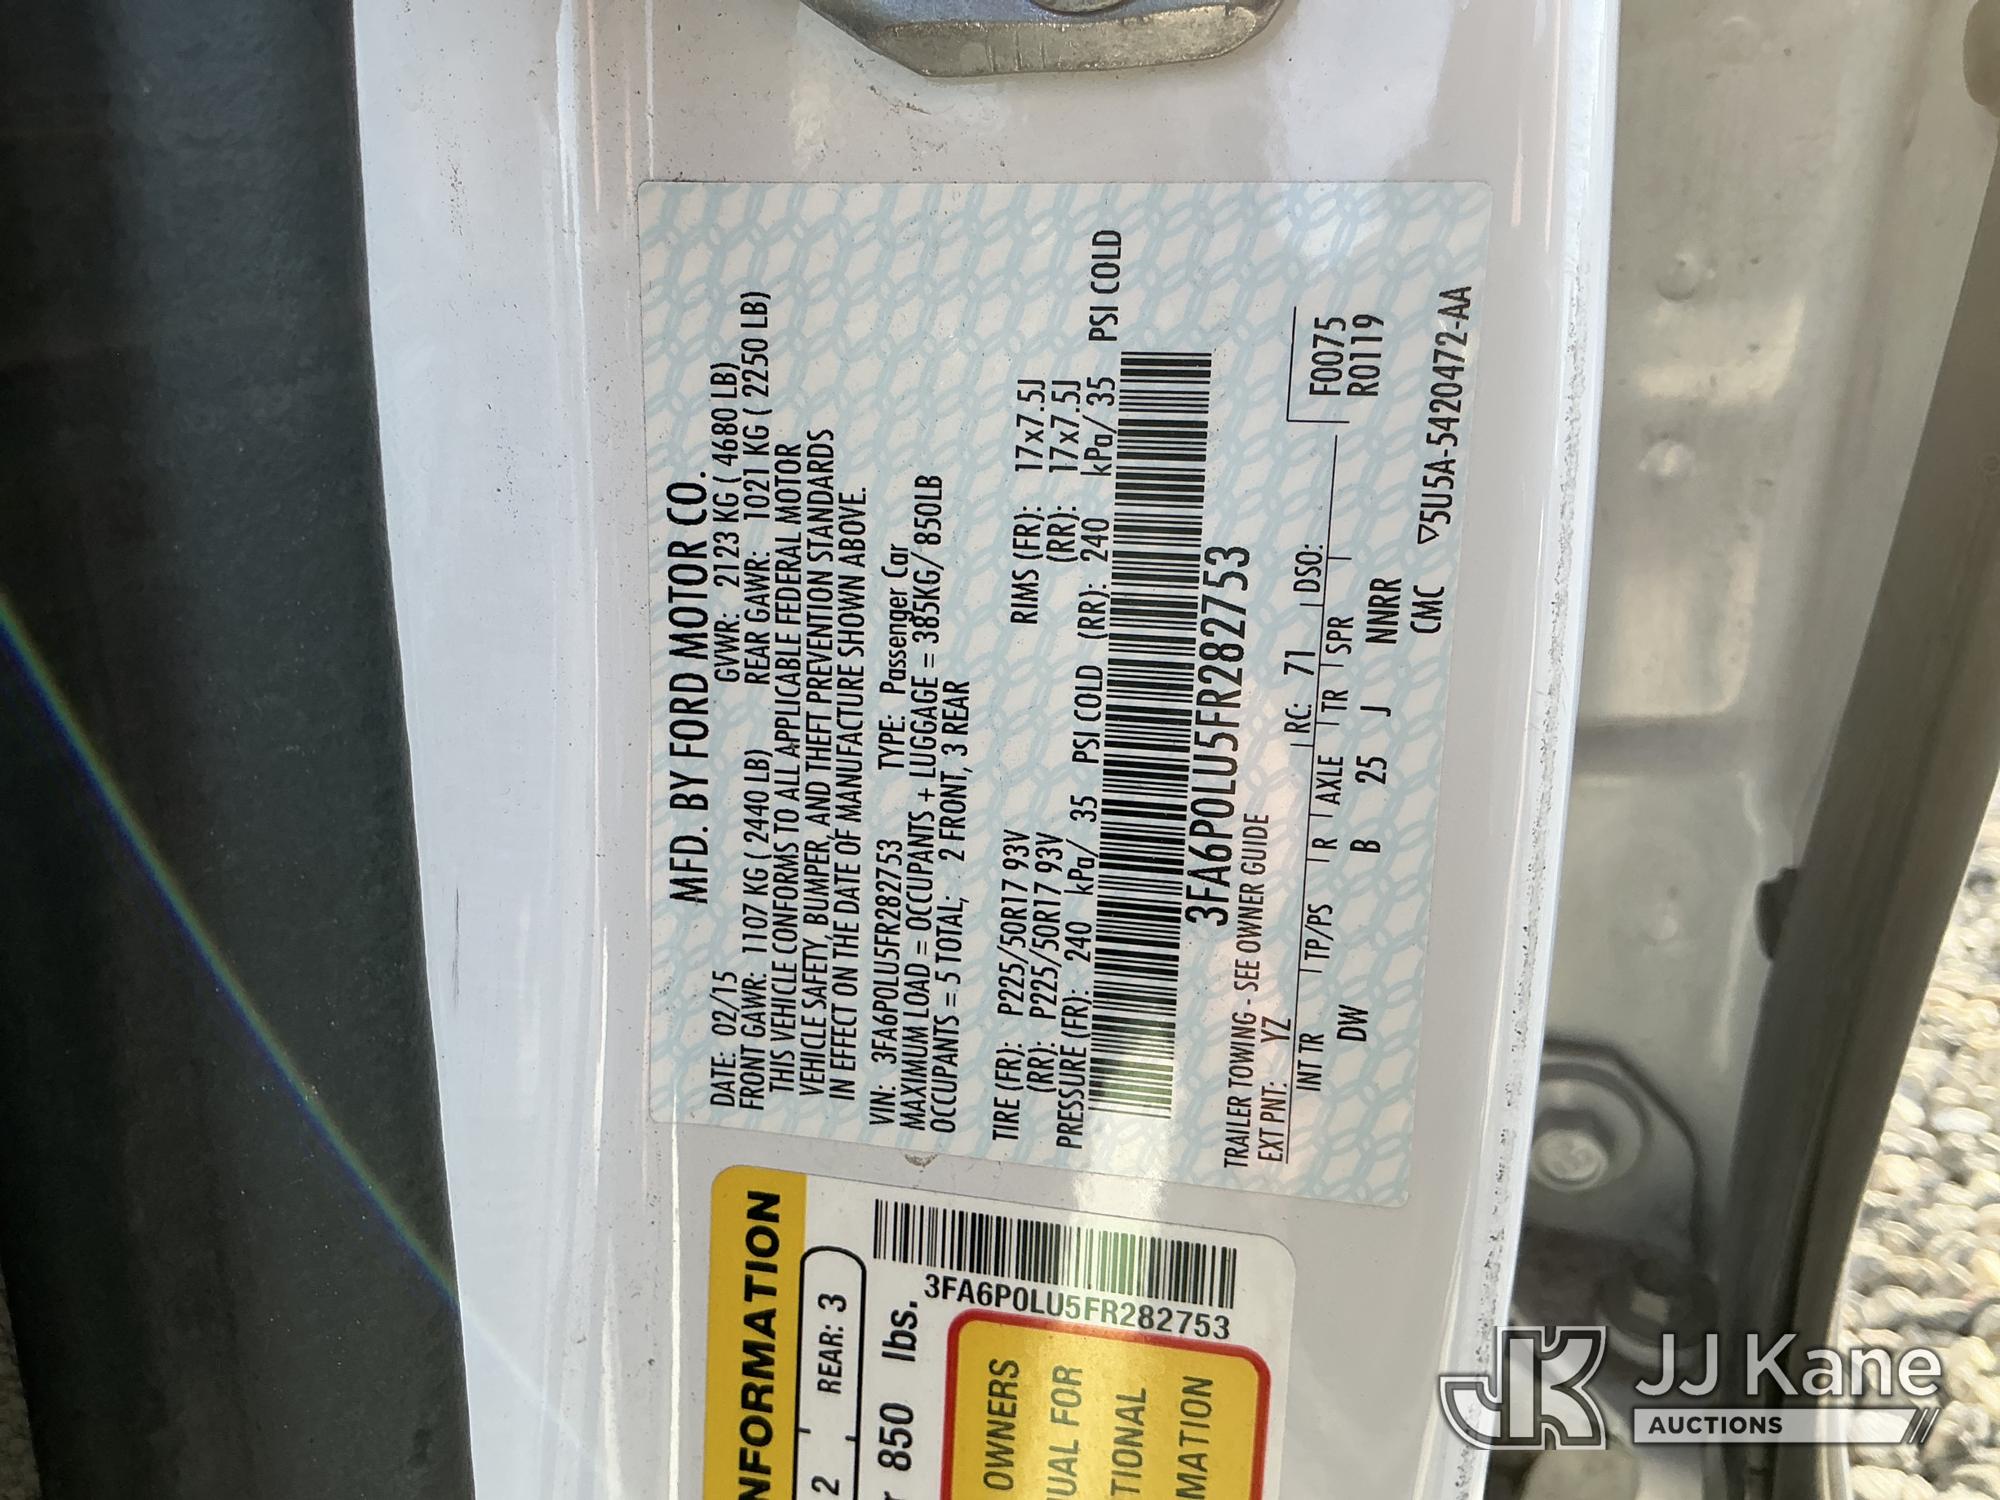 MFD. BY FORD MOTOR CO.
DATE: 02/15 GVWR: 2123 KG ( 4680 LB)
FRONT GAWR: 1107 KG ( 2440 LB) REAR GAWR: 1021 KG ( 2250 LB)
THIS VEHICLE CONFORMS TO ALL APPLICABLE FEDERAL MOTOR
VEHICLE SAFETY, BUMPER, AND THEFT PREVENTION STANDARDS
IN EFFECT ON THE DATE OF MANUFACTURE SHOWN ABOVE.
VIN: 3FA6P0LU5FR282753 TYPE: Passenger Car
MAXIMUM LOAD = OCCUPANTS + LUGGAGE = 385KG/ 850LB
OCCUPANTS = 5 TOTAL; 2 FRONT, 3 REAR
TIRE (FR): P225/50R17 93V RIMS (FR): 17x7.5J
(RR): P225/50R17 93V (RR): 17x7.5J
PRESSURE (FR): 240 kPa/ 35 PSI COLD (RR): 240 kPa/ 35 PSI COLD
3FA6P0LU5FR282753
TRAILER TOWING - SEE OWNER GUIDE
EXT PNT: YZ RC: 71 DSO:
INT TR TP/PS R AXLE TR SPR
DW B 25 J NNRR
F0075
R0119
CMC ▽5U5A-5420472-AA
NFORMATION
2 REAR: 3
850 lbs.
3FA6P0LU5FR282753
OWNERS
UAL FOR
TIONAL
MATION
JK
JJ Kane
AUCTIONS